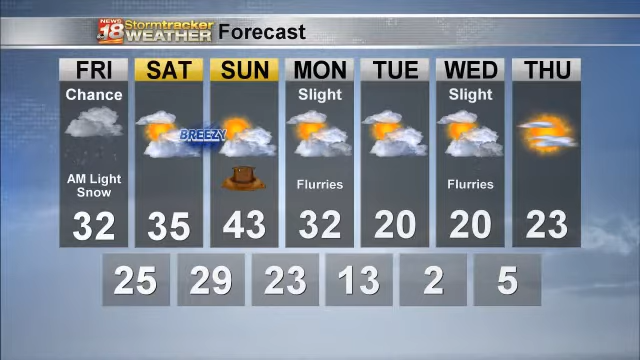 NEWS 18 Stormtracker WEATHER Forecast
FRI SAT SUN MON TUE WED THU
Chance Slight Slight
BREEZY
AM Light Snow Flurries Flurries
32 35 43 32 20 20 23
25 29 23 13 2 5